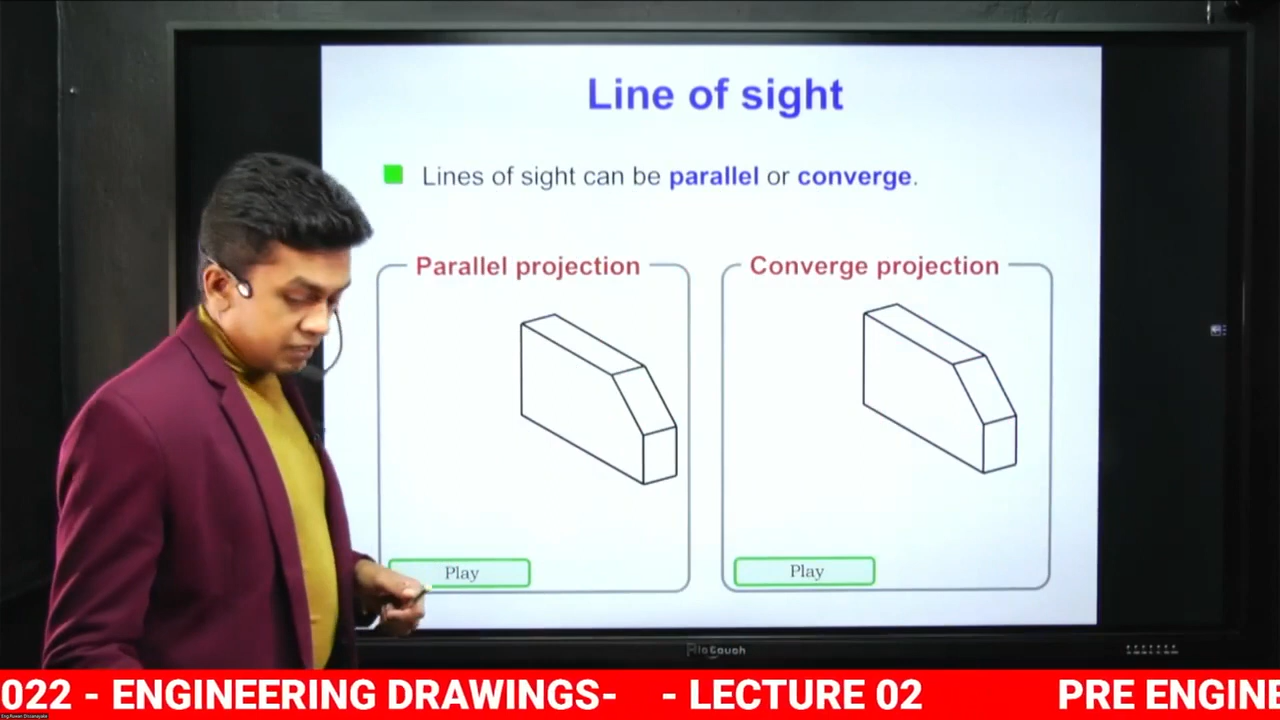 Line of sight
Lines of sight can be parallel or converge.
Parallel projection
Converge projection
Play
Play
022 - ENGINEERING DRAWINGS- - LECTURE 02 PRE ENGINE